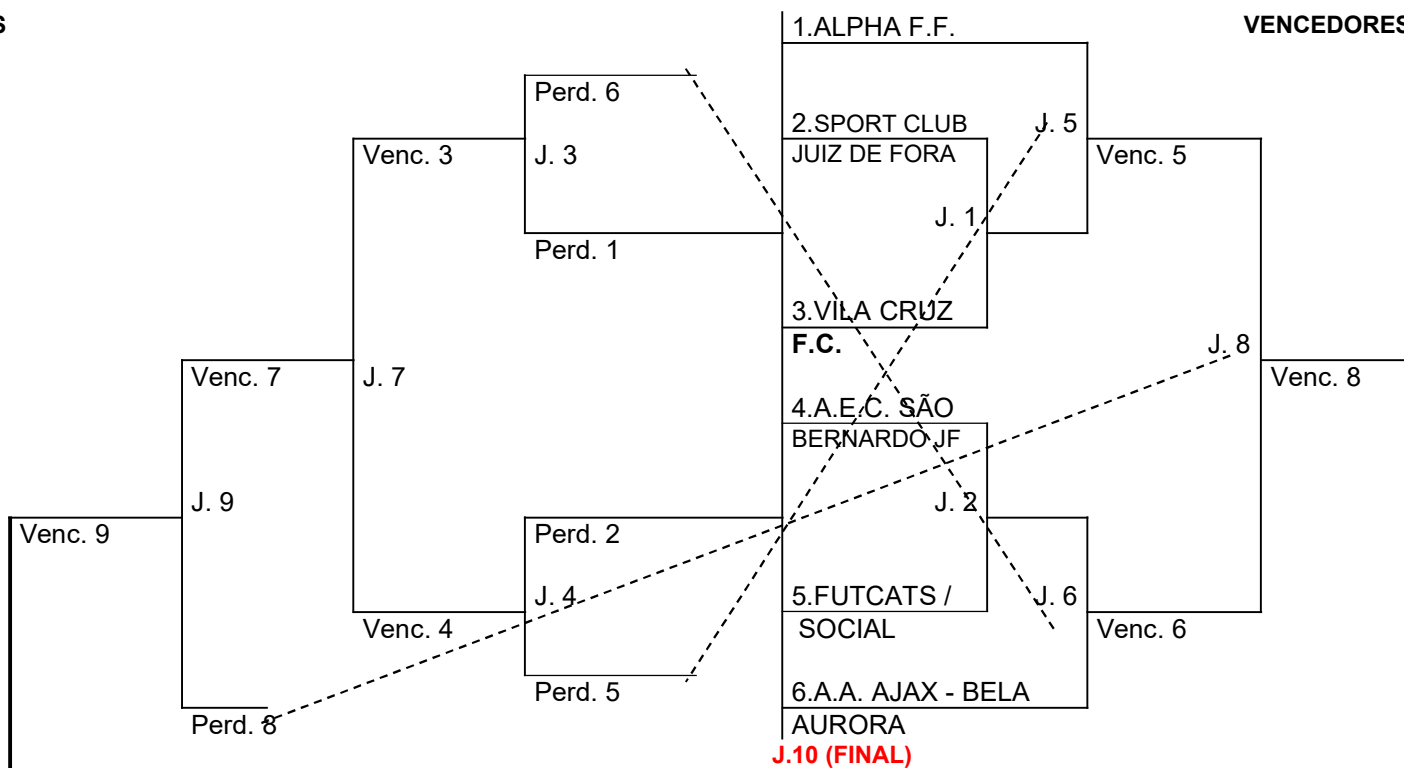 S
VENCEDORES
1.ALPHA F.F.
Perd. 6
2.SPORT CLUB
JUIZ DE FORA
J. 5
Venc. 3
J. 3
Venc. 5
J. 1
Perd. 1
3.VILA CRUZ
F.C.
J. 8
Venc. 7
J. 7
Venc. 8
4.A.E.C. SÃO
BERNARDO JF
J. 9
J. 2
Venc. 9
Perd. 2
J. 4
5.FUTCATS /
SOCIAL
J. 6
Venc. 4
Venc. 6
Perd. 5
6.A.A. AJAX - BELA
AURORA
Perd. 8
J.10 (FINAL)